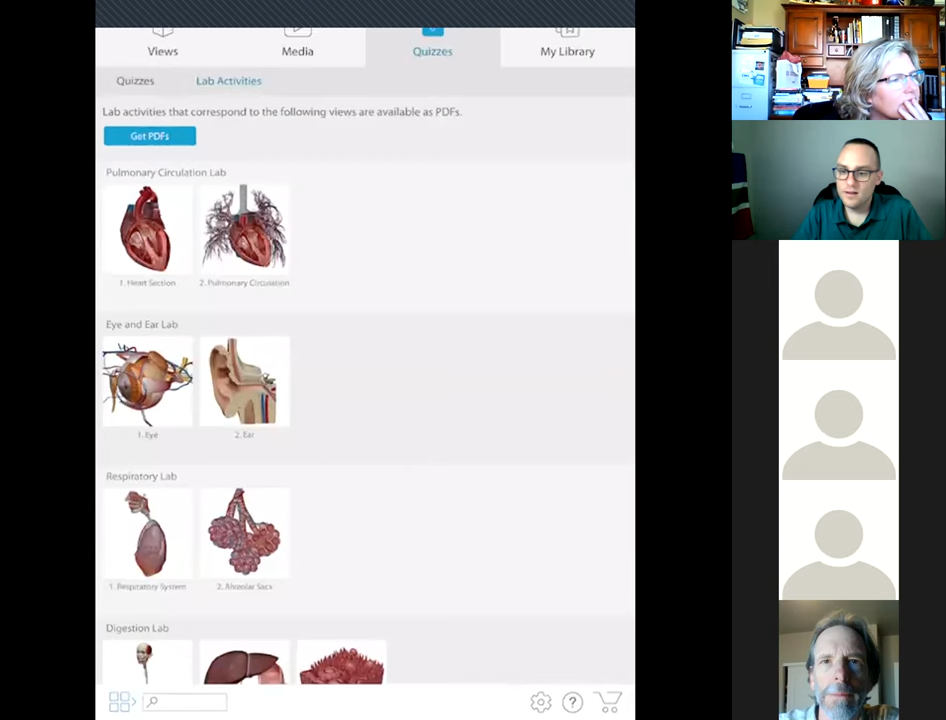 Views Media Quizzes My Library
Quizzes Lab Activities
Lab activities that correspond to the following views are available as PDFs.
Get PDFs
Pulmonary Circulation Lab
1. Heart Section 2. Pulmonary Circulation
Eye and Ear Lab
1. Eye 2. Ear
Respiratory Lab
1. Respiratory System 2. Alveolar Sacs
Digestion Lab
?